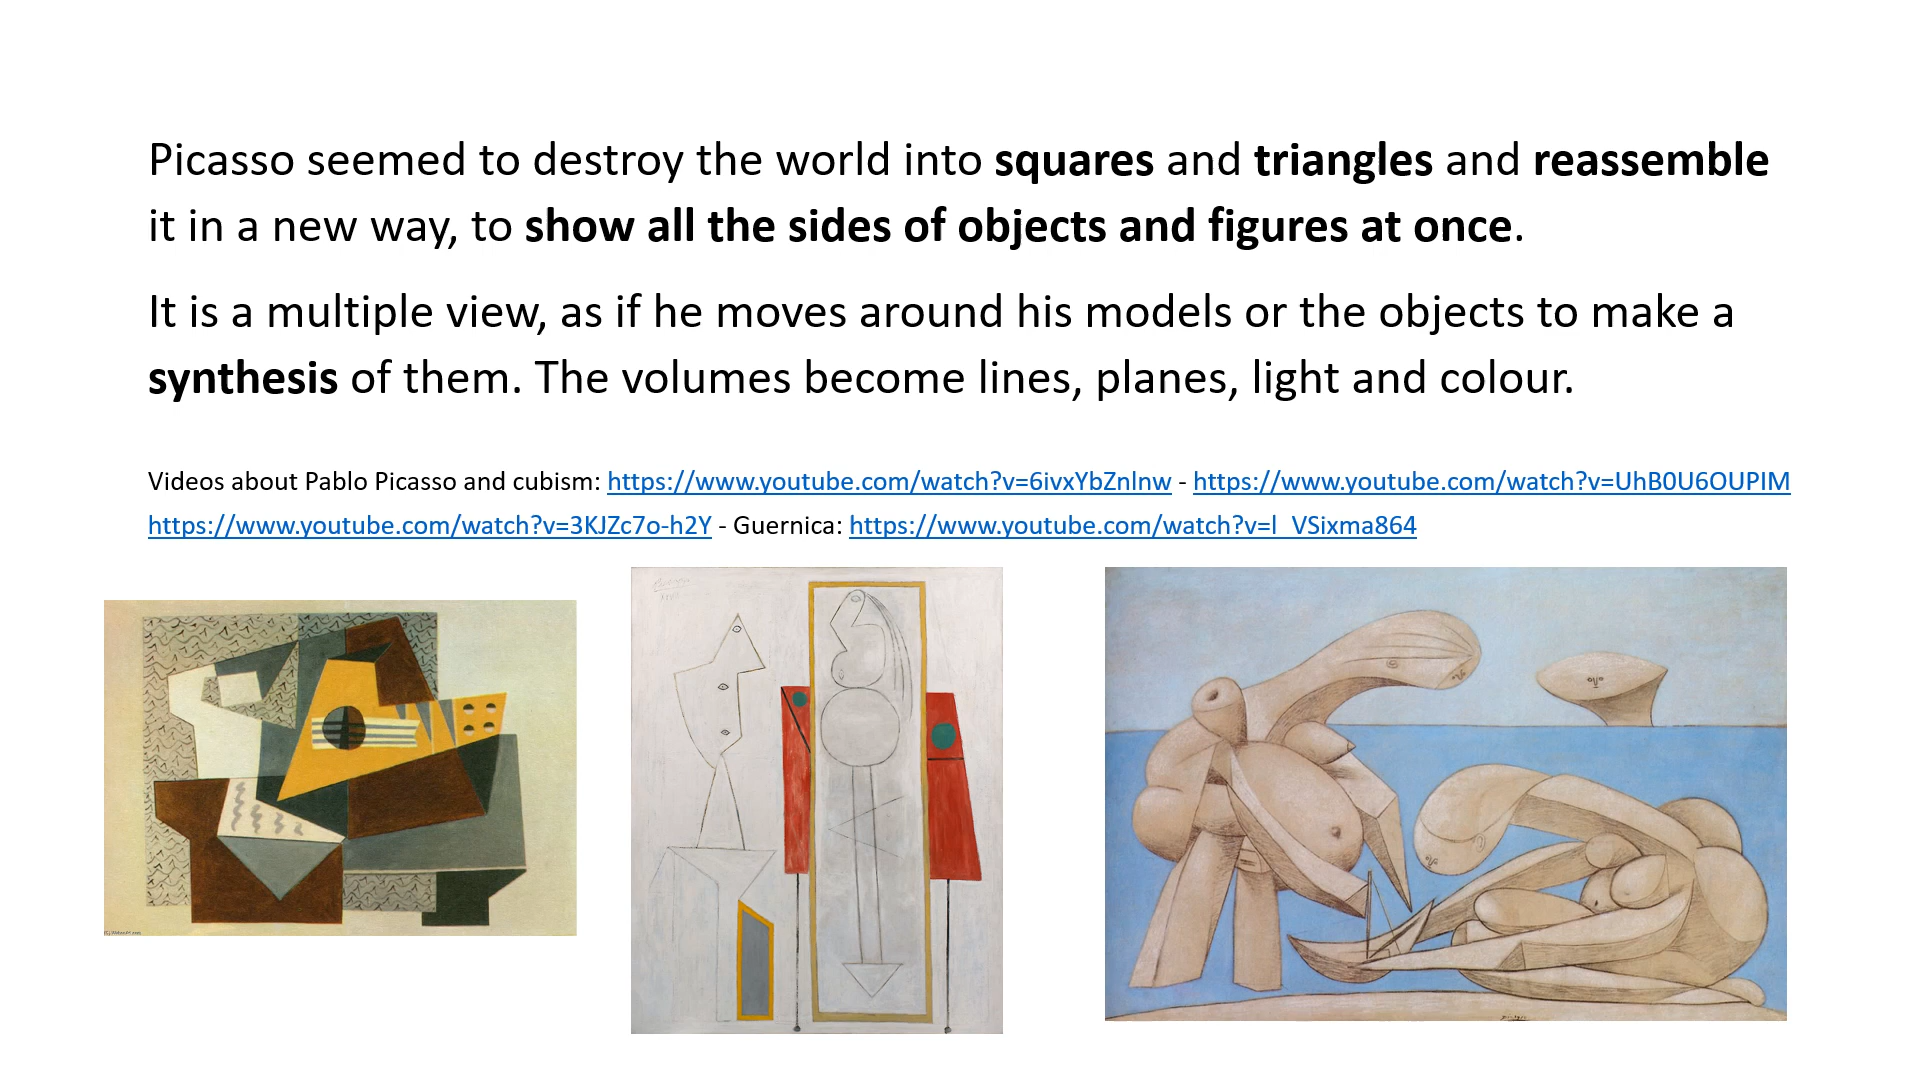 Picasso seemed to destroy the world into squares and triangles and reassemble
it in a new way, to show all the sides of objects and figures at once.
It is a multiple view, as if he moves around his models or the objects to make a
synthesis of them. The volumes become lines, planes, light and colour.
Videos about Pablo Picasso and cubism: https://www.youtube.com/watch?v=6ivxYbZnlnw - https://www.youtube.com/watch?v=UhB0U6OUPIM
https://www.youtube.com/watch?v=3KJZc7o-h2Y - Guernica: https://www.youtube.com/watch?v=l_VSixma864